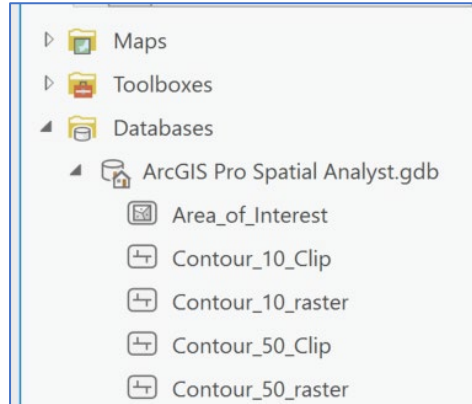 Maps
Toolboxes
Databases
ArcGIS Pro Spatial Analyst.gdb
Area_of_Interest
Contour_10_Clip
Contour_10_raster
Contour_50_Clip
Contour_50_raster